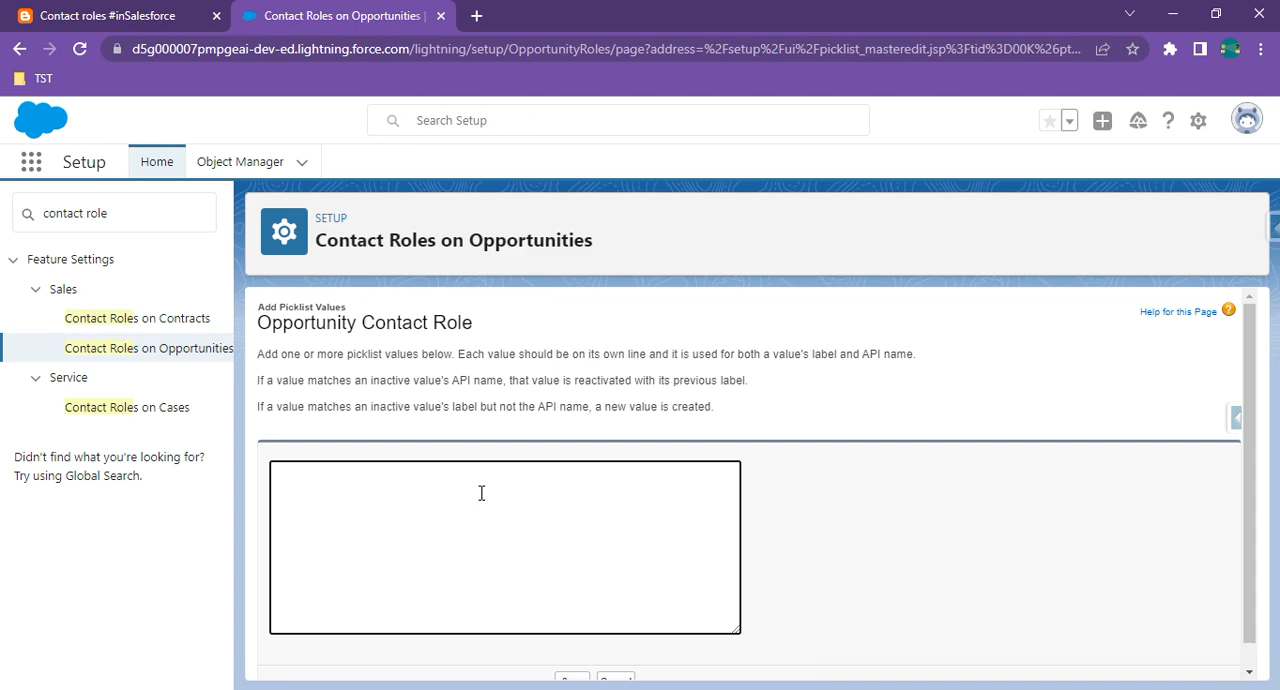 Contact roles #inSalesforce
Contact Roles on Opportunities |
d5g000007pmpgeai-dev-ed.lightning.force.com/lightning/setup/OpportunityRoles/page?address=%2Fsetup%2Fui%2Fpicklist_masteredit.jsp%3Ftid%3D00K%26pt...
TST
Search Setup
Setup
Home
Object Manager
contact role
Feature Settings
Sales
Contact Roles on Contracts
Contact Roles on Opportunities
Service
Contact Roles on Cases
Didn't find what you're looking for?
Try using Global Search.
SETUP
Contact Roles on Opportunities
Add Picklist Values
Opportunity Contact Role
Help for this Page
Add one or more picklist values below. Each value should be on its own line and it is used for both a value's label and API name.
If a value matches an inactive value's API name, that value is reactivated with its previous label.
If a value matches an inactive value's label but not the API name, a new value is created.